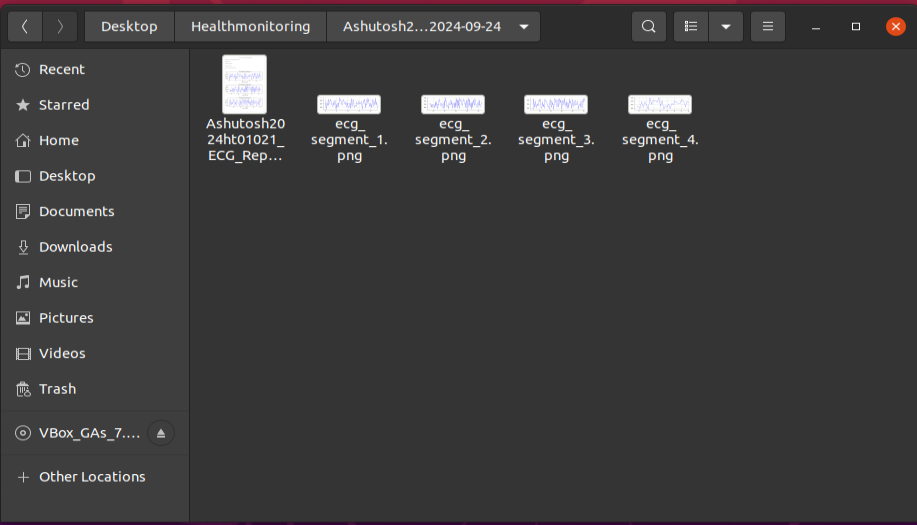 Desktop
Healthmonitoring
Ashutosh2...2024-09-24
Recent
Starred
Home
Desktop
Documents
Downloads
Music
Pictures
Videos
Trash
VBox_GAs_7....
Other Locations
Ashutosh20
24ht01021_
ECG_Rep...
ecg_
segment_1.
png
ecg_
segment_2.
png
ecg_
segment_3.
png
ecg_
segment_4.
png